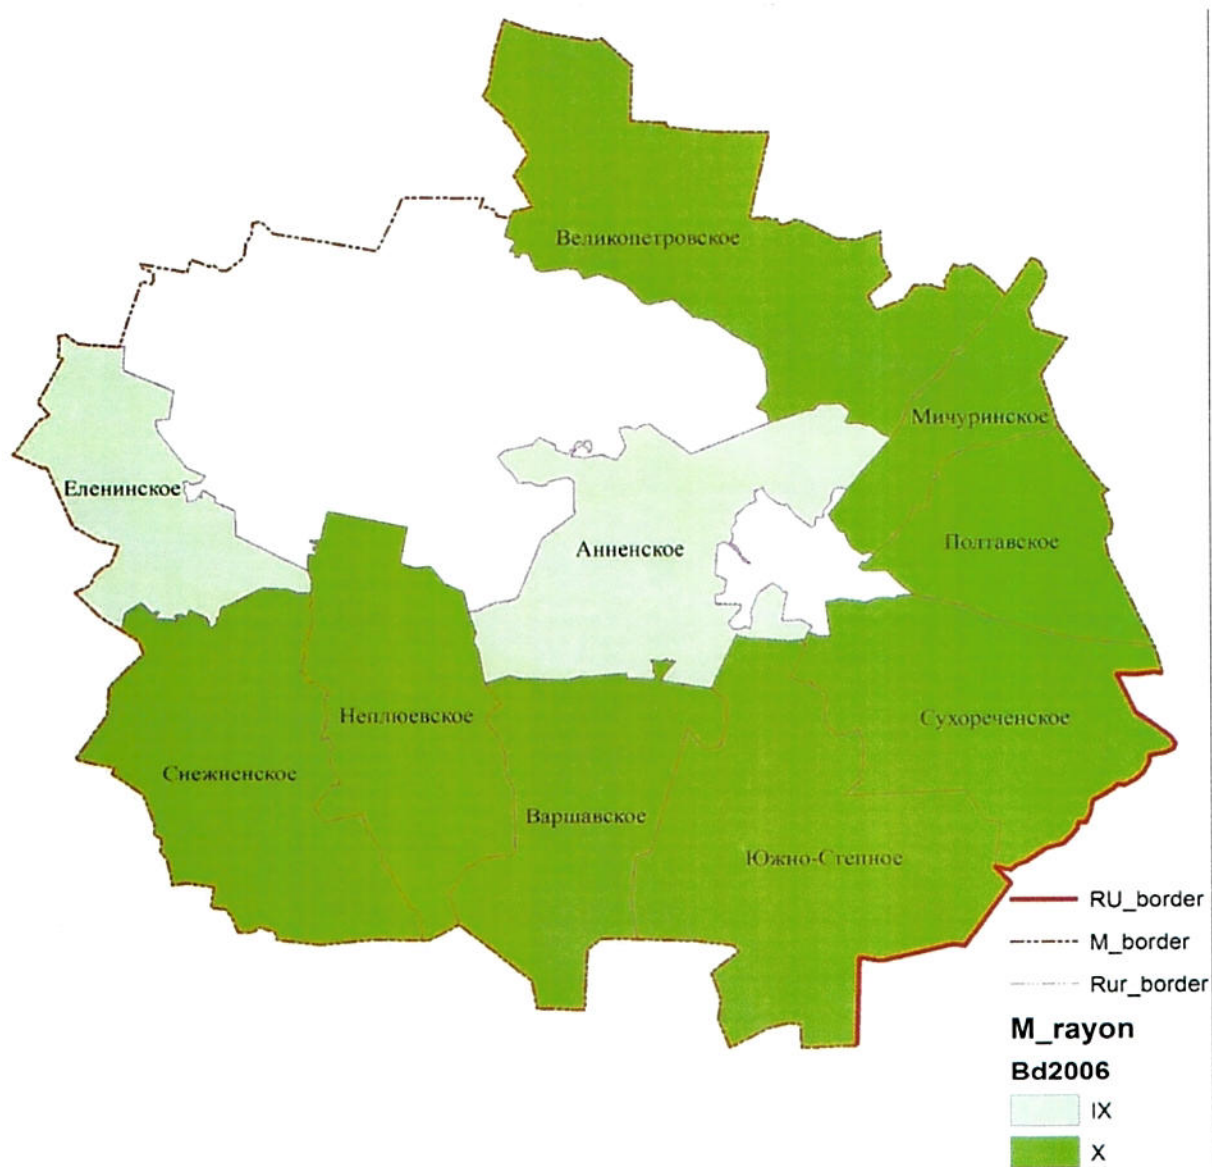 Великопетровское
Мичуринское
Еленинское
Анненское
Полтавское
Неплюевское
Сухореченское
Снежненское
Варшавское
Южно-Степное
RU_border
M_border
Rur_border
M_rayon
Bd2006
IX
X